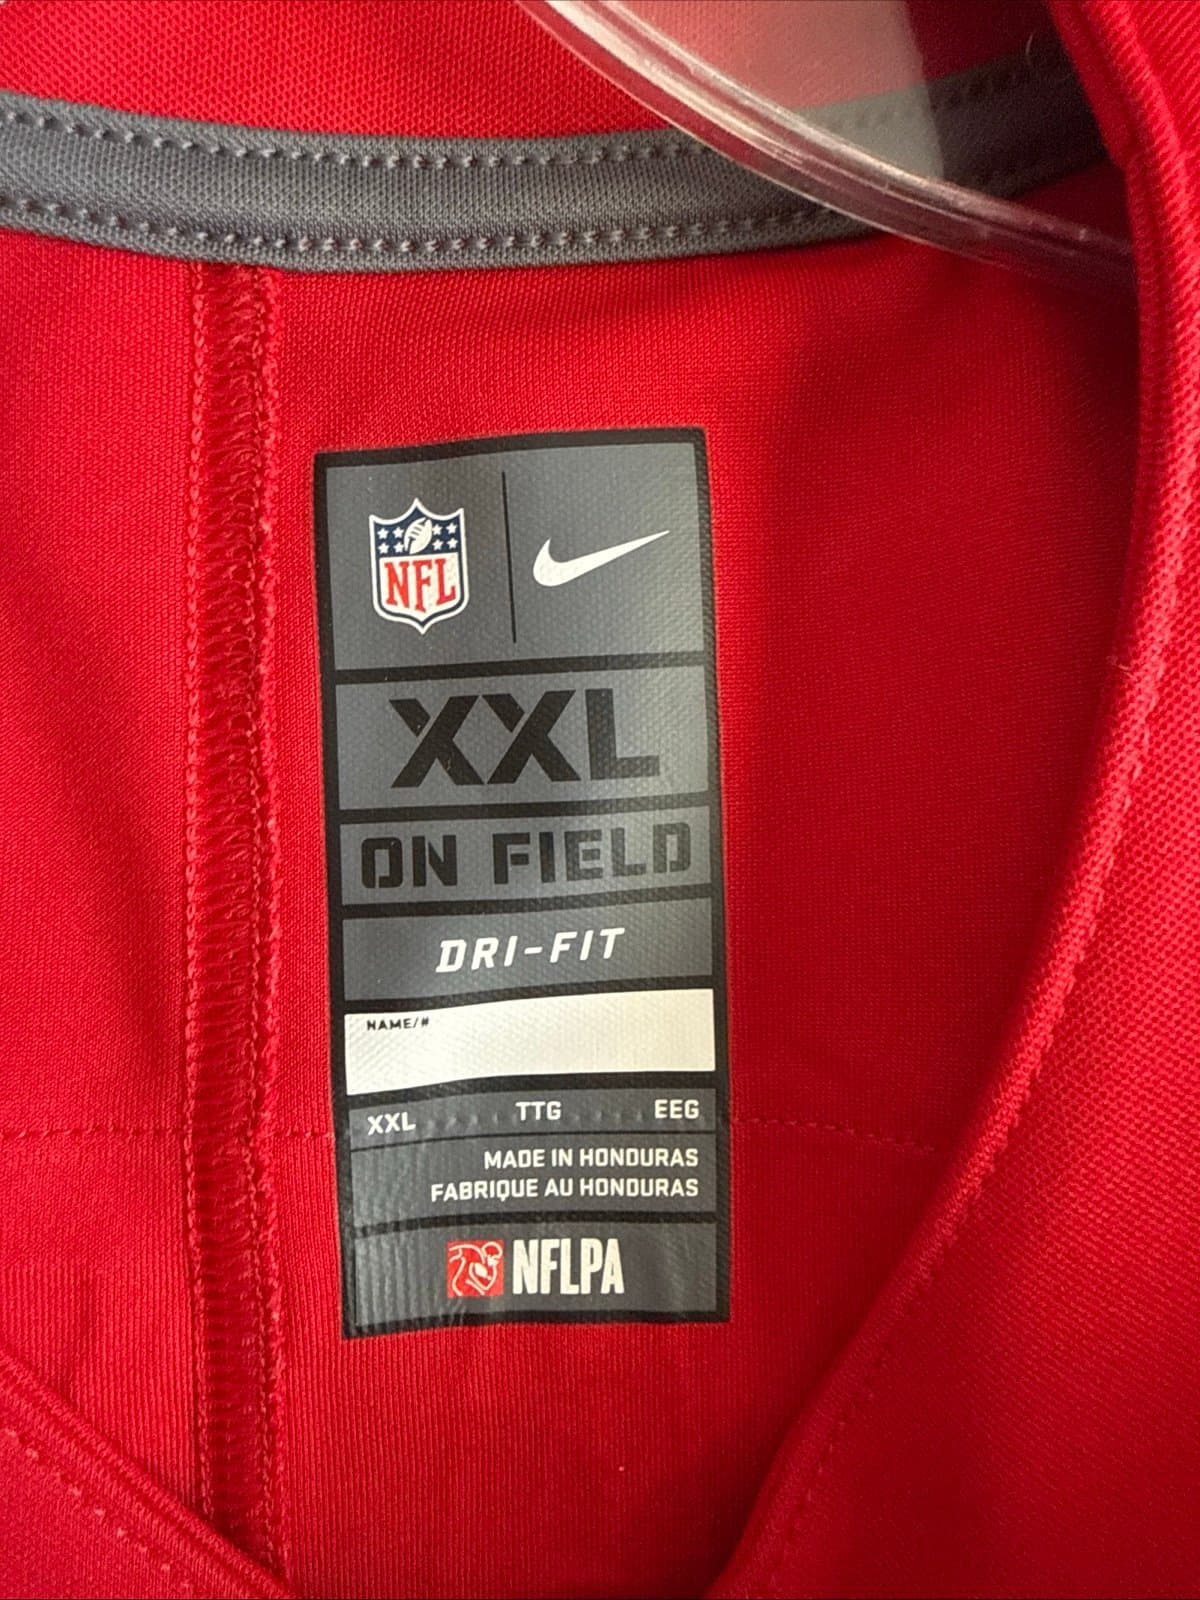 NFL
XXL
ON FIELD
DRI-FIT
NAME/#
XXL TTG EEG
MADE IN HONDURAS
FABRIQUE AU HONDURAS
NFLPA